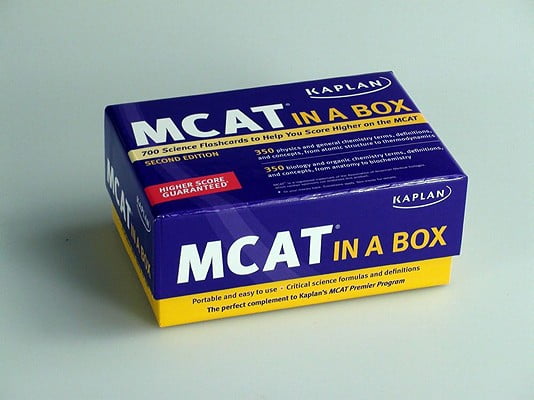 KAPLAN
MCAT® IN A BOX
700 Science Flashcards to Help You Score Higher on the MCAT
SECOND EDITION
350 physics and general chemistry terms, definitions,
and concepts, from atomic structure to thermodynamics
350 biology and organic chemistry terms, definitions,
and concepts, from anatomy to biochemistry
HIGHER SCORE
GUARANTEED*
KAPLAN
MCAT® IN A BOX
Portable and easy to use · Critical science formulas and definitions
The perfect complement to Kaplan's MCAT Premier Program